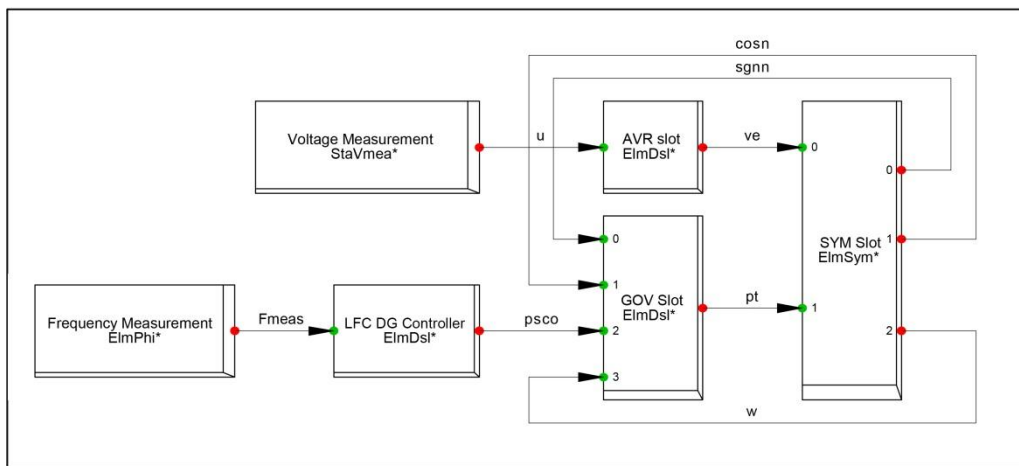 cosn
sgnn
Voltage Measurement
StaVmea*
u
AVR slot
ElmDsl*
ve
0
0
SYM Slot
ElmSym*
1
1
2
Frequency Measurement
ElmPhi*
Fmeas
LFC DG Controller
ElmDsl*
psco
0
1
GOV Slot
ElmDsl*
2
3
pt
w